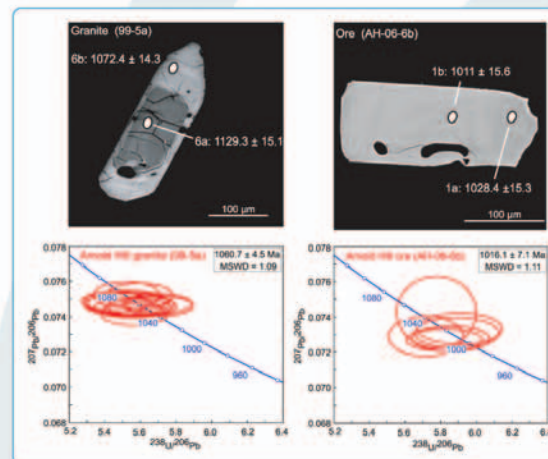 Granite (99-5a)
6b: 1072.4 ± 14.3
6a: 1129.3 ± 15.1
100 µm
Ore (AH-06-6b)
1b: 1011 ± 15.6
1a: 1028.4 ±15.3
100 µm
0.078
0.076
0.074
0.072
0.070
0.068
207Pb/206Pb
Arnold Hill granite (99-5a)
1060.7 ± 4.5 Ma
MSWD = 1.09
1080
1040
1000
960
5.2
5.4
5.6
5.8
6.0
6.2
6.4
238U/206Pb
0.078
0.076
0.074
0.072
0.070
0.068
207Pb/206Pb
Arnold Hill ore (AH-06-6b)
1016.1 ± 7.1 Ma
MSWD = 1.11
1080
1040
1000
960
5.2
5.4
5.6
5.8
6.0
6.2
6.4
238U/206Pb